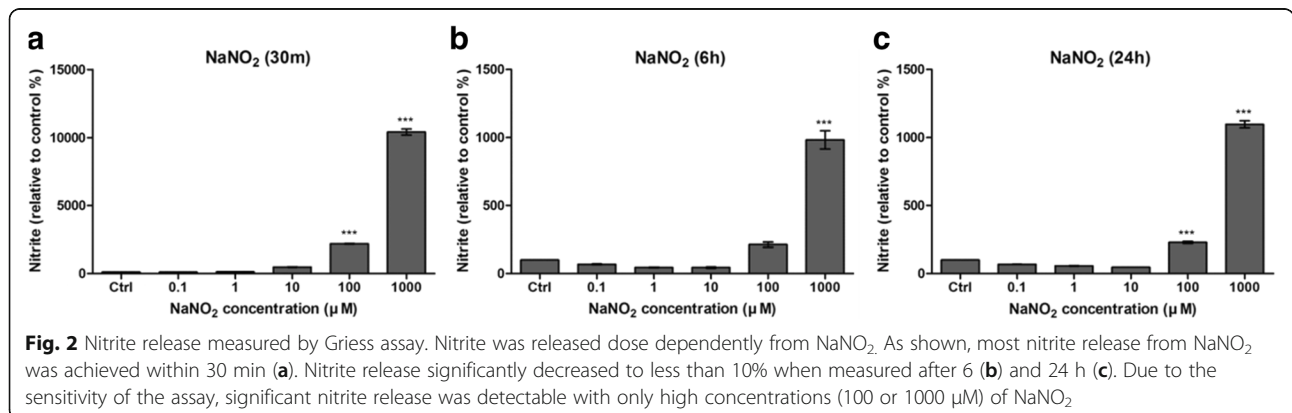 a
NaNO₂ (30m)
Nitrite (relative to control %)
15000
10000
5000
0
***
***
Ctrl 0.1 1 10 100 1000
NaNO₂ concentration (µM)
b
NaNO₂ (6h)
Nitrite (relative to control %)
1500
1000
500
0
***
Ctrl 0.1 1 10 100 1000
NaNO₂ concentration (µM)
c
NaNO₂ (24h)
Nitrite (relative to control %)
1500
1000
500
0
***
***
Ctrl 0.1 1 10 100 1000
NaNO₂ concentration (µM)
Fig. 2 Nitrite release measured by Griess assay. Nitrite was released dose dependently from NaNO₂. As shown, most nitrite release from NaNO₂
was achieved within 30 min (a). Nitrite release significantly decreased to less than 10% when measured after 6 (b) and 24 h (c). Due to the
sensitivity of the assay, significant nitrite release was detectable with only high concentrations (100 or 1000 μM) of NaNO₂